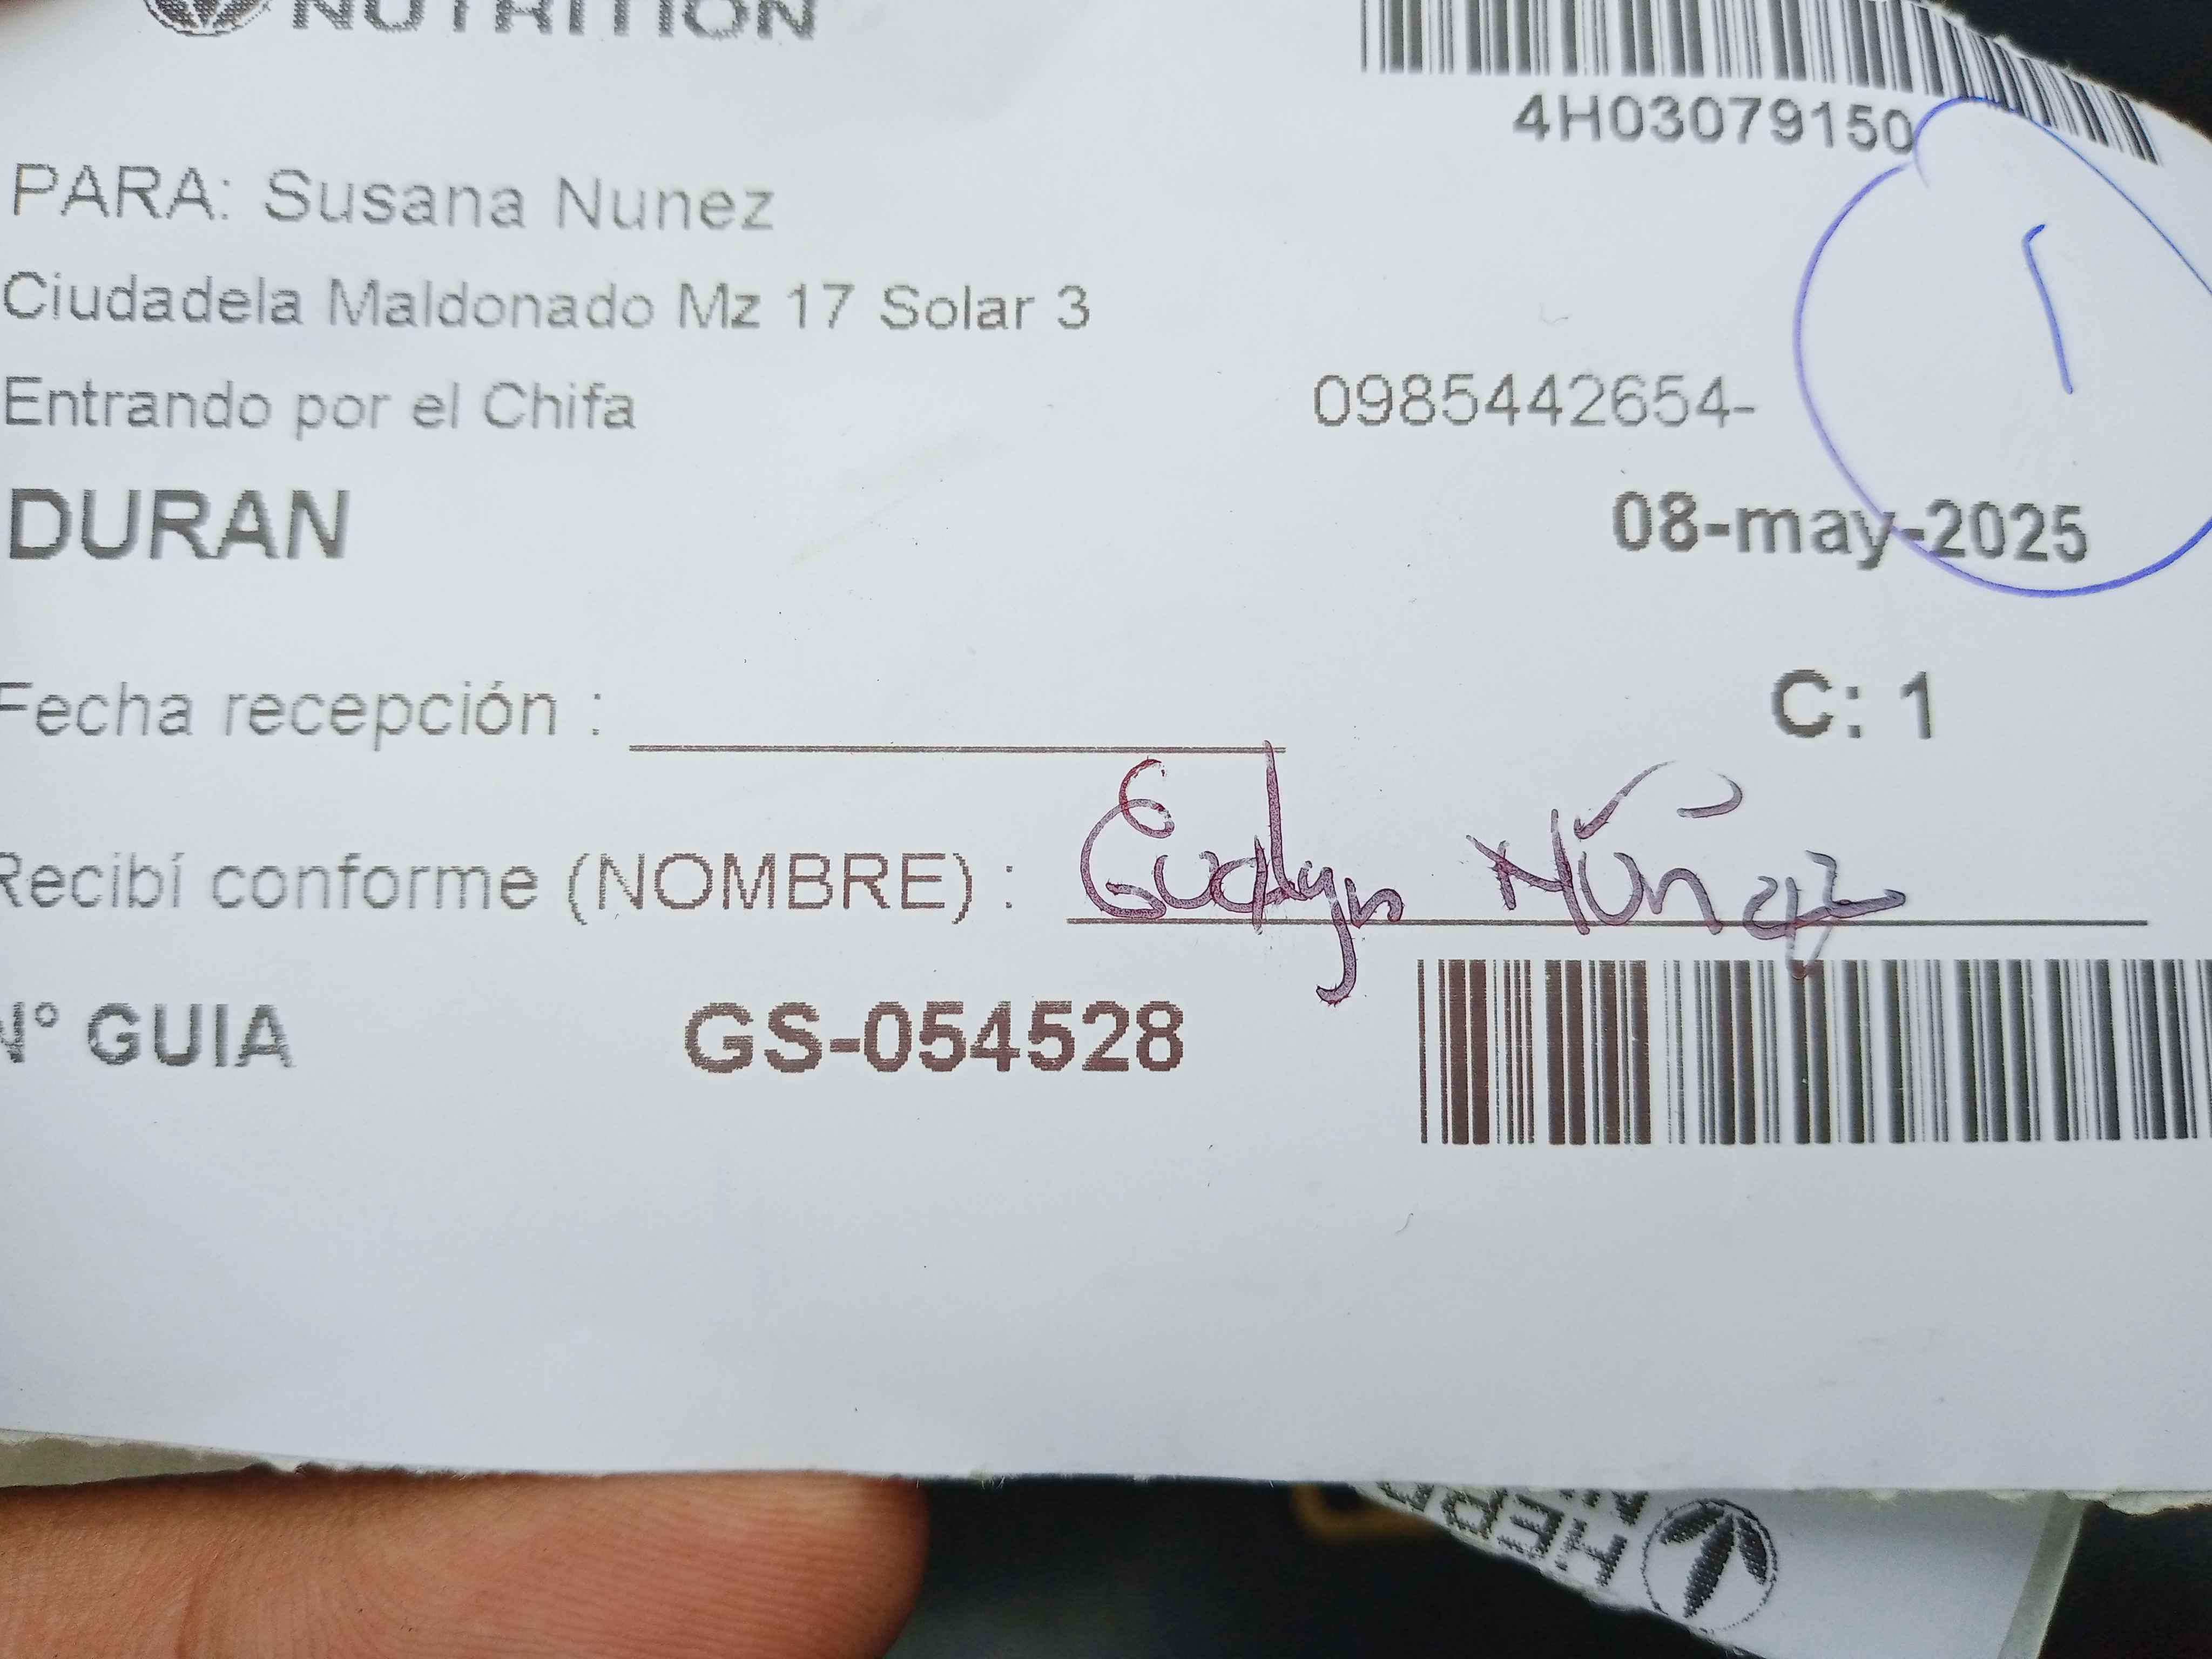 NUTRITION
4H03079150
PARA: Susana Nunez
Ciudadela Maldonado Mz 17 Solar 3
Entrando por el Chifa 0985442654-
1
DURAN 08-may-2025
Fecha recepción : C: 1
Recibí conforme (NOMBRE) : Núñez
N° GUIA GS-054528